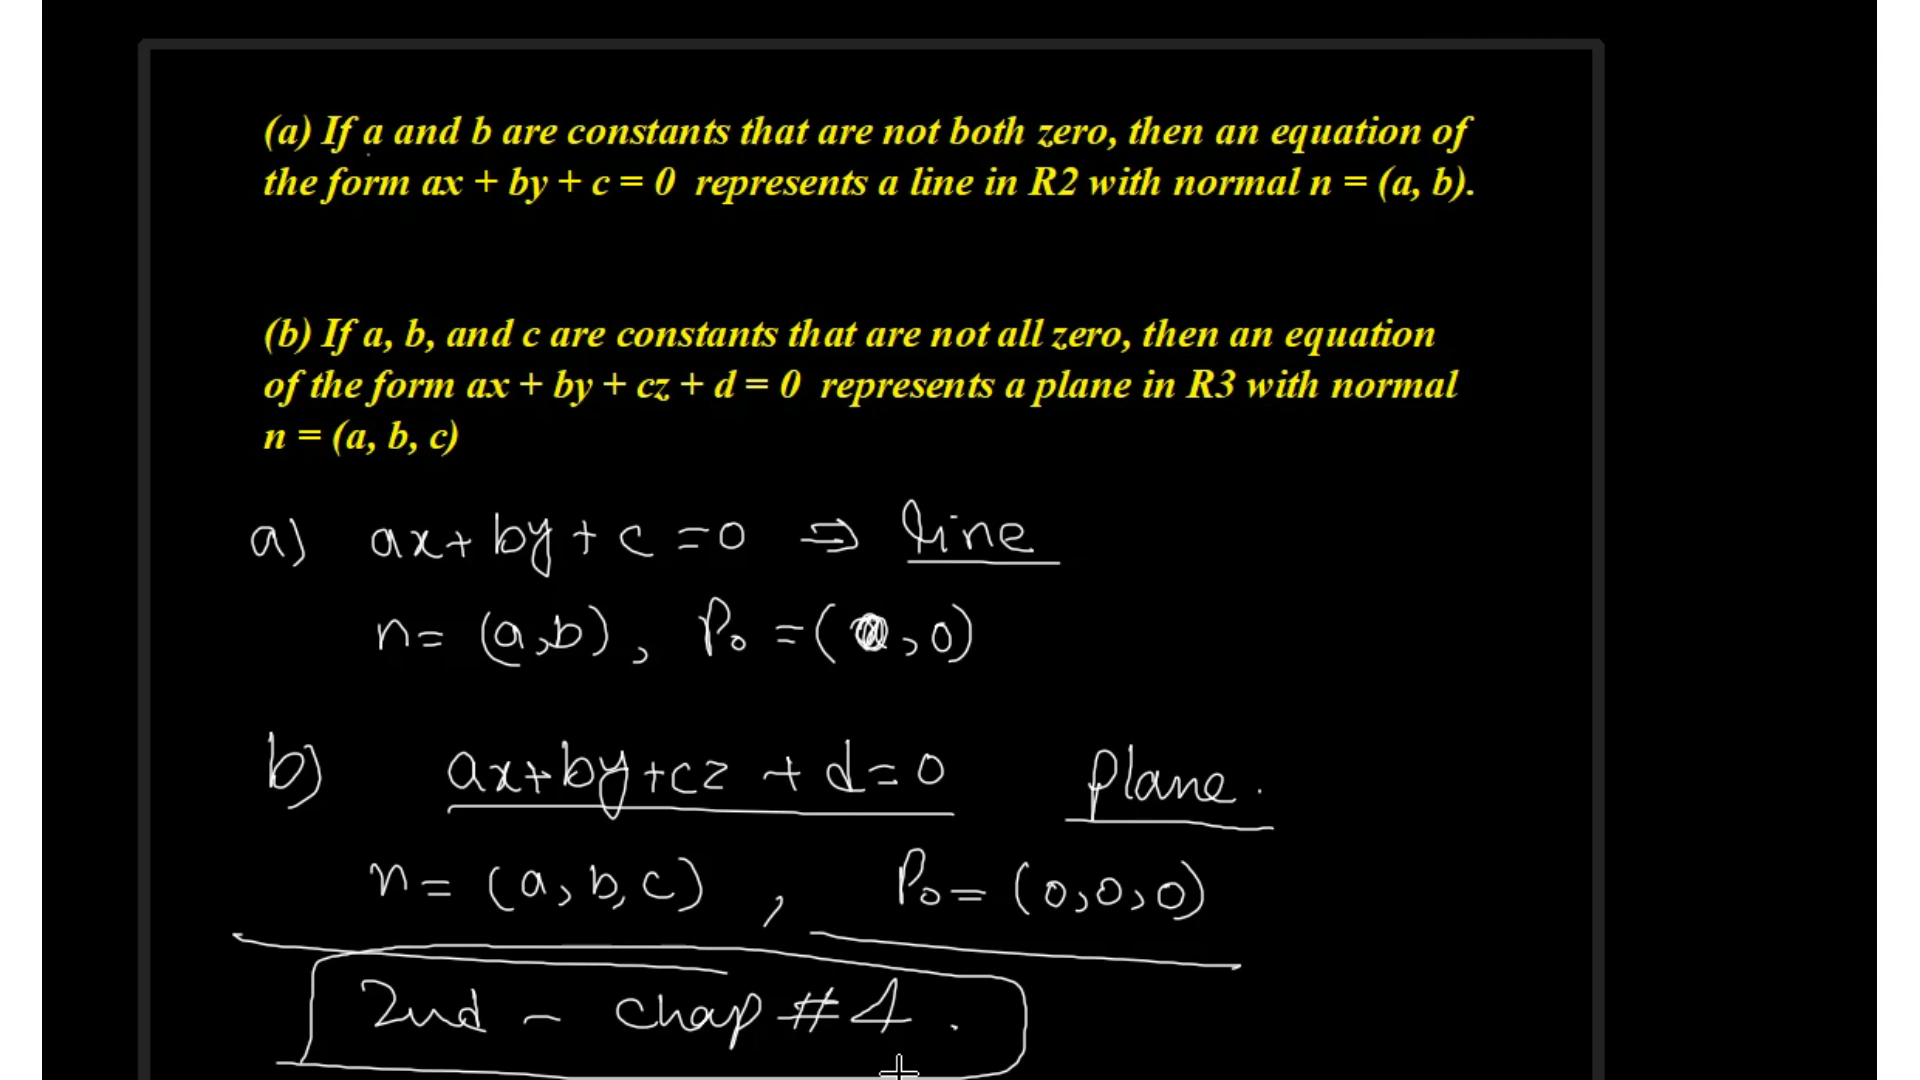 (a) If a and b are constants that are not both zero, then an equation of
the form ax + by + c = 0 represents a line in R2 with normal n = (a, b).
(b) If a, b, and c are constants that are not all zero, then an equation
of the form ax + by + cz + d = 0 represents a plane in R3 with normal
n = (a, b, c)
a) ax+by+c=0 ⇒ line
n=(a,b), P₀=(0,0)
b) ax+by+cz+d=0 plane.
n=(a,b,c), P₀=(0,0,0)
2nd - chap #4.